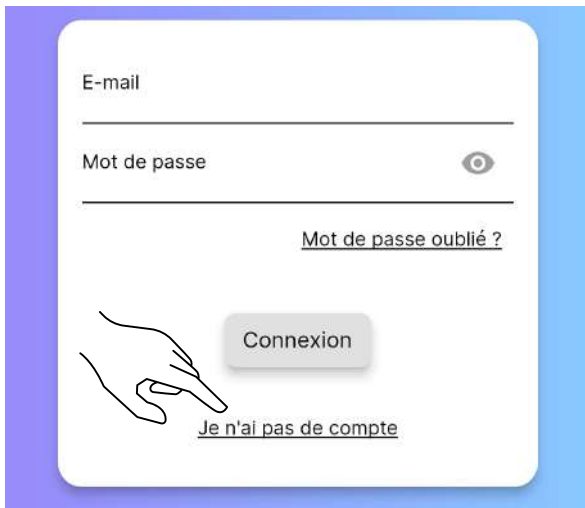 E-mail
Mot de passe
Mot de passe oublié ?
Connexion
Je n'ai pas de compte